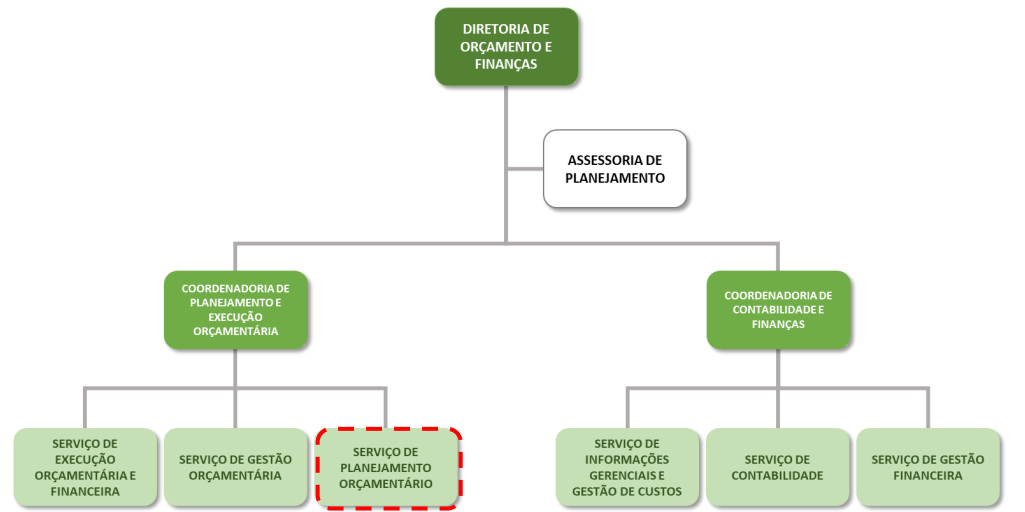 DIRETORIA DE
ORÇAMENTO E
FINANÇAS
ASSESSORIA DE
PLANEJAMENTO
COORDENADORIA DE
PLANEJAMENTO E
EXECUÇÃO
ORÇAMENTÁRIA
COORDENADORIA DE
CONTABILIDADE E
FINANÇAS
SERVIÇO DE
EXECUÇÃO
ORÇAMENTÁRIA E
FINANCEIRA
SERVIÇO DE GESTÃO
ORÇAMENTÁRIA
SERVIÇO DE
PLANEJAMENTO
ORÇAMENTÁRIO
SERVIÇO DE
INFORMAÇÕES
GERENCIAIS E
GESTÃO DE CUSTOS
SERVIÇO DE
CONTABILIDADE
SERVIÇO DE GESTÃO
FINANCEIRA